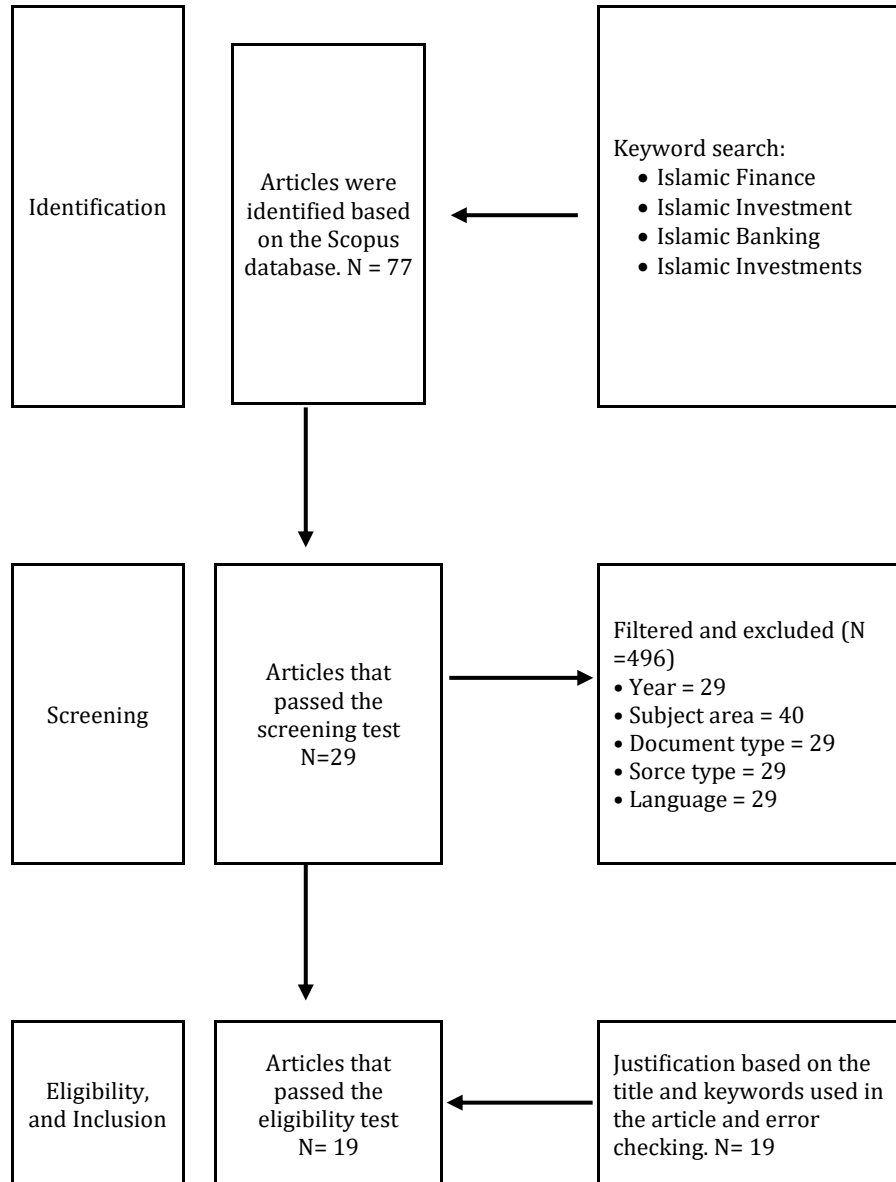 Identification
Articles were
identified based
on the Scopus
database. N = 77
Keyword search:
• Islamic Finance
• Islamic Investment
• Islamic Banking
• Islamic Investments
Screening
Articles that
passed the
screening test
N=29
Filtered and excluded (N
=496)
• Year = 29
• Subject area = 40
• Document type = 29
• Sorce type = 29
• Language = 29
Eligibility,
and Inclusion
Articles that
passed the
eligibility test
N= 19
Justification based on the
title and keywords used in
the article and error
checking. N= 19